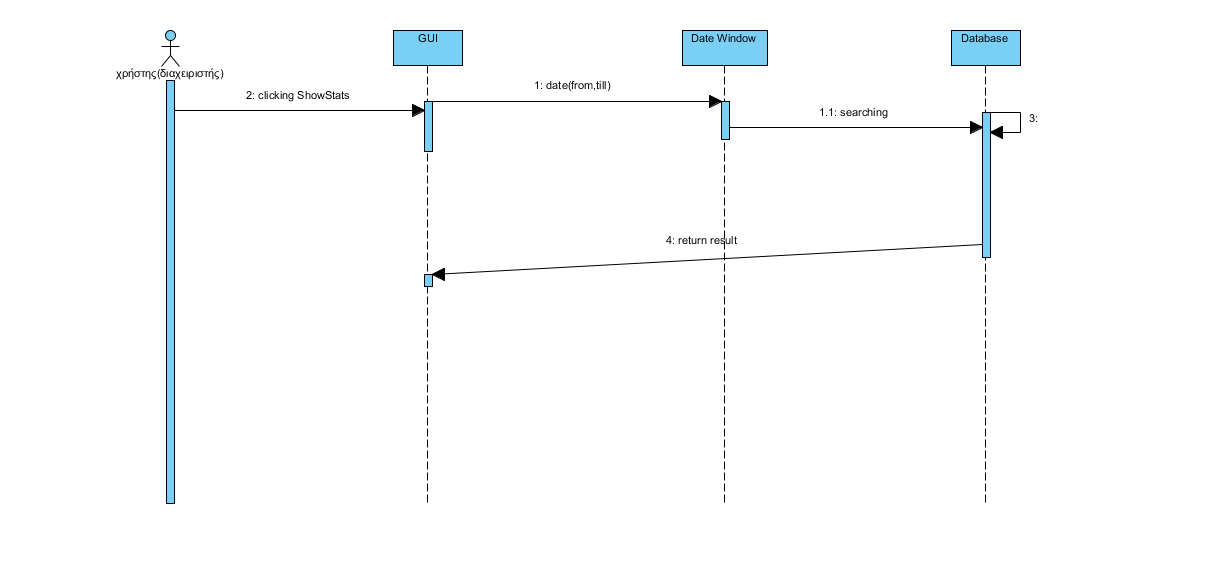 GUI
Date Window
Database
χρήστης(διαχειριστής)
1: date(from,till)
2: clicking ShowStats
1.1: searching
3:
4: return result